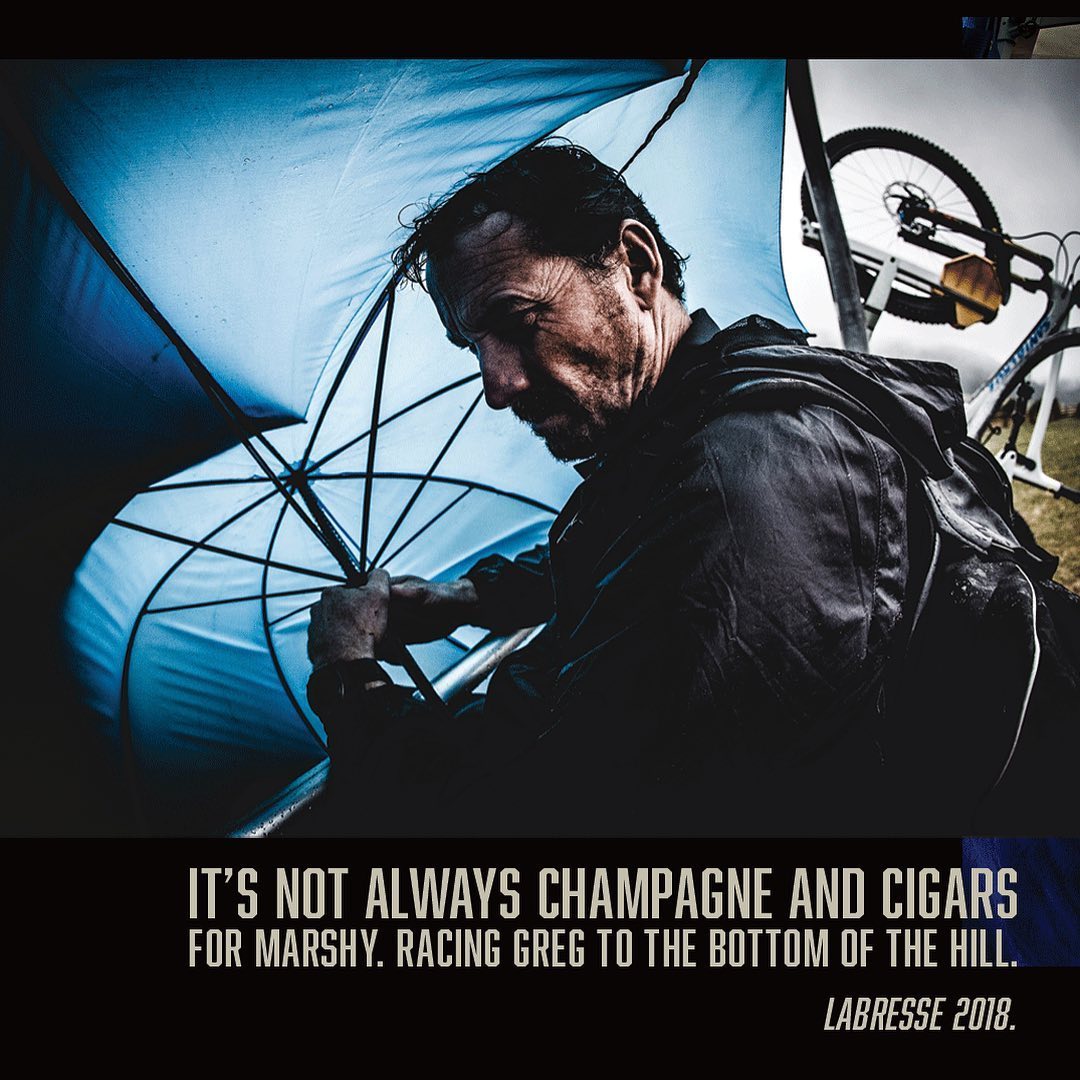 IT'S NOT ALWAYS CHAMPAGNE AND CIGARS
FOR MARSHY. RACING GREG TO THE BOTTOM OF THE HILL.
LABRESSE 2018.